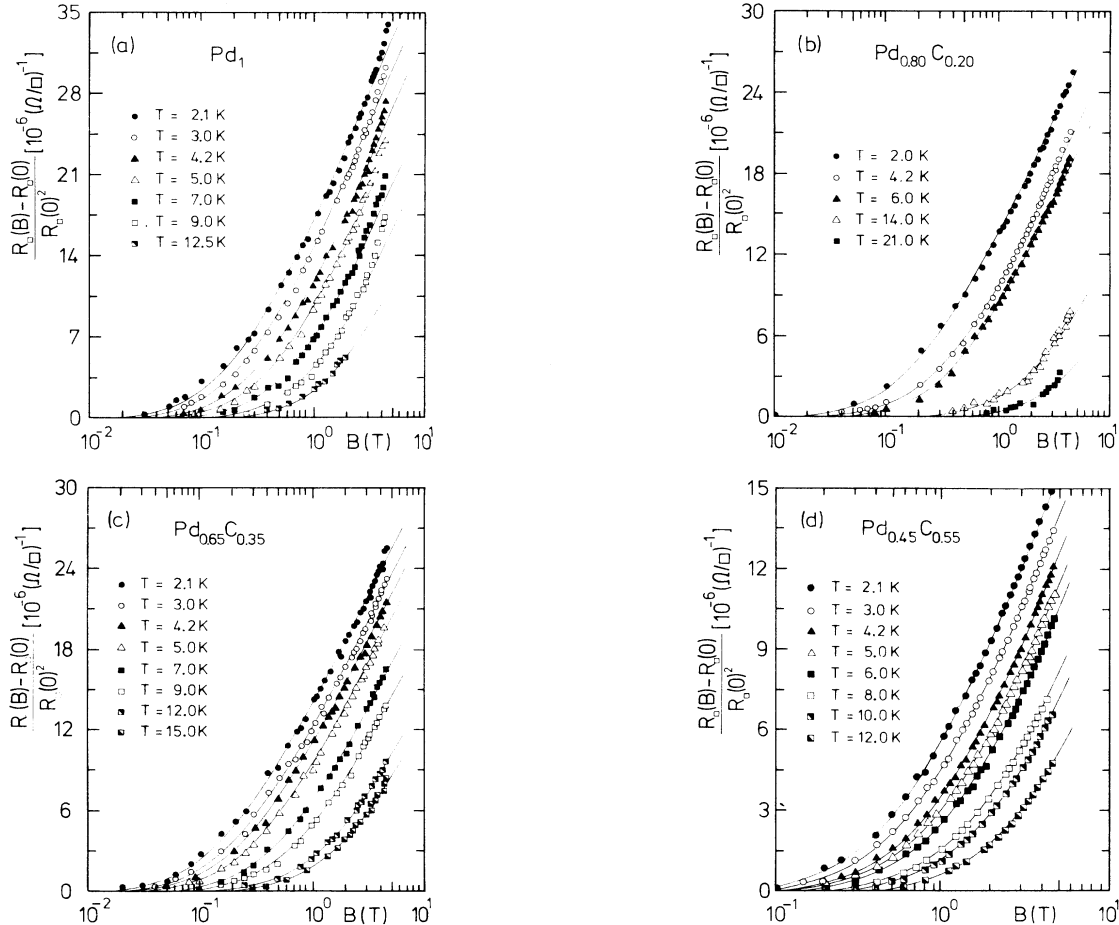 (a) Pd₁
T = 2.1 K
T = 3.0 K
T = 4.2 K
T = 5.0 K
T = 7.0 K
T = 9.0 K
T = 12.5 K
35
28
21
14
7
0
10⁻² 10⁻¹ 10⁰ B(T) 10¹
R□(B)−R□(0)
R□(0)²
[10⁻⁶(Ω/□)⁻¹]
(b) Pd₀.₈₀C₀.₂₀
T = 2.0 K
T = 4.2 K
T = 6.0 K
T = 14.0 K
T = 21.0 K
30
24
18
12
6
0
10⁻² 10⁻¹ 10⁰ B(T) 10¹
R□(B)−R□(0)
R□(0)²
[10⁻⁶(Ω/□)⁻¹]
(c) Pd₀.₆₅C₀.₃₅
T = 2.1 K
T = 3.0 K
T = 4.2 K
T = 5.0 K
T = 7.0 K
T = 9.0 K
T = 12.0 K
T = 15.0 K
30
24
18
12
6
0
10⁻² 10⁻¹ 10⁰ B(T) 10¹
R (B)−R (0)
R (0)²
[10⁻⁶(Ω/□)⁻¹]
(d) Pd₀.₄₅C₀.₅₅
T = 2.1 K
T = 3.0 K
T = 4.2 K
T = 5.0 K
T = 6.0 K
T = 8.0 K
T = 10.0 K
T = 12.0 K
15
12
9
6
3
0
10⁻¹ 10⁰ B(T) 10¹
R□(B)−R□(0)
R□(0)²
[10⁻⁶(Ω/□)⁻¹]